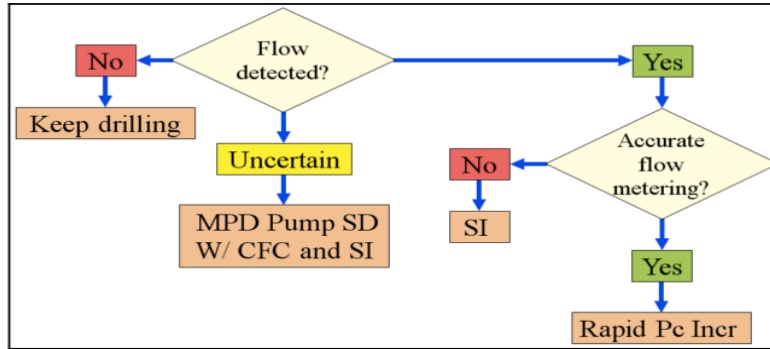 Flow
detected?
No
Yes
Keep drilling
Uncertain
Accurate
flow
metering?
No
MPD Pump SD
W/ CFC and SI
SI
Yes
Rapid Pc Incr